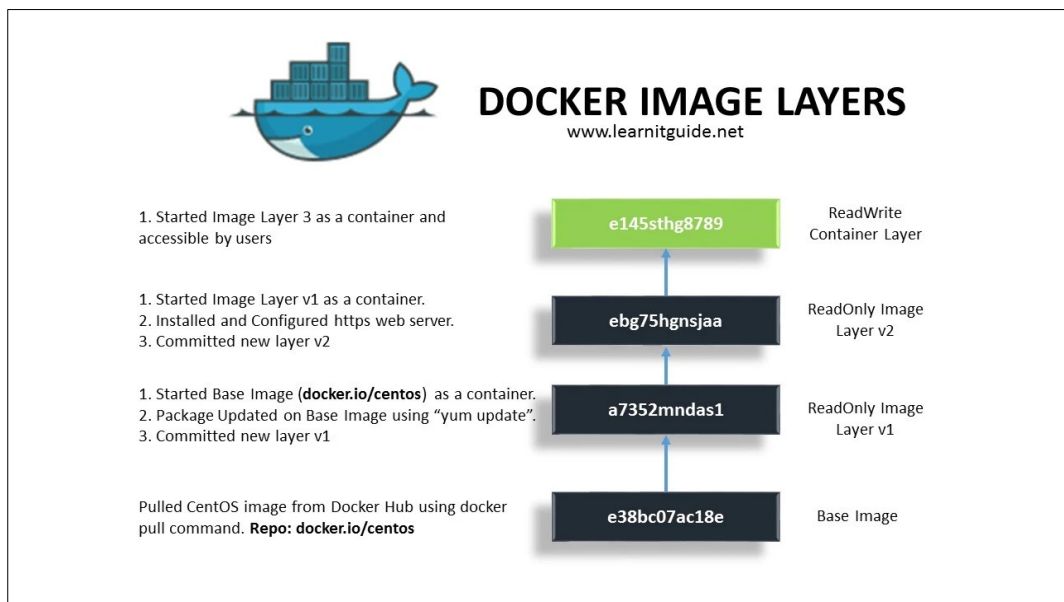 DOCKER IMAGE LAYERS
www.learnitguide.net
1. Started Image Layer 3 as a container and
accessible by users
e145sthg8789
ReadWrite
Container Layer
1. Started Image Layer v1 as a container.
2. Installed and Configured https web server.
3. Committed new layer v2
ebg75hgnsjaa
ReadOnly Image
Layer v2
1. Started Base Image (docker.io/centos) as a container.
2. Package Updated on Base Image using “yum update”.
3. Committed new layer v1
a7352mndas1
ReadOnly Image
Layer v1
Pulled CentOS image from Docker Hub using docker
pull command. Repo: docker.io/centos
e38bc07ac18e
Base Image